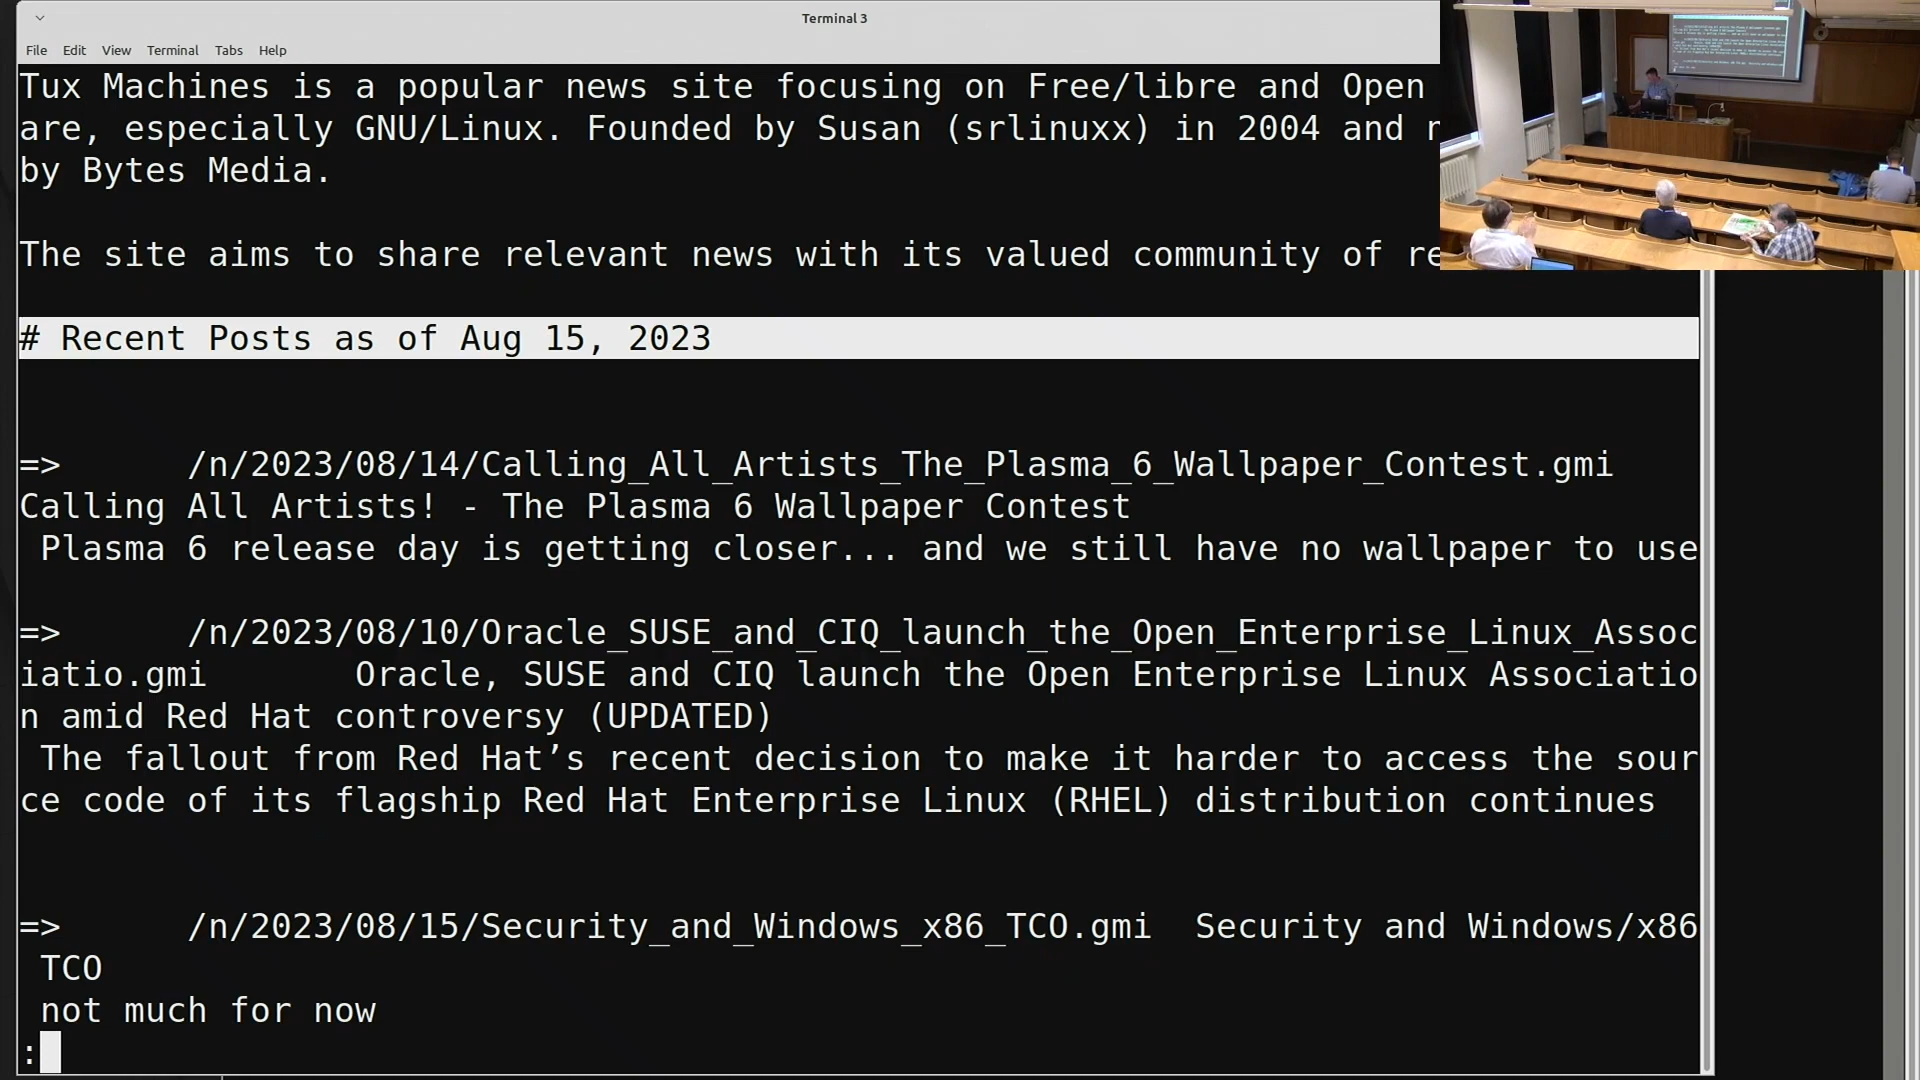 Terminal 3
File Edit View Terminal Tabs Help
Tux Machines is a popular news site focusing on Free/libre and Open
are, especially GNU/Linux. Founded by Susan (srlinuxx) in 2004 and
by Bytes Media.
The site aims to share relevant news with its valued community of re
# Recent Posts as of Aug 15, 2023
=> /n/2023/08/14/Calling_All_Artists_The_Plasma_6_Wallpaper_Contest.gmi
Calling All Artists! - The Plasma 6 Wallpaper Contest
Plasma 6 release day is getting closer... and we still have no wallpaper to use
=> /n/2023/08/10/Oracle_SUSE_and_CIQ_launch_the_Open_Enterprise_Linux_Assoc
iatio.gmi Oracle, SUSE and CIQ launch the Open Enterprise Linux Associatio
n amid Red Hat controversy (UPDATED)
The fallout from Red Hat’s recent decision to make it harder to access the sour
ce code of its flagship Red Hat Enterprise Linux (RHEL) distribution continues
=> /n/2023/08/15/Security_and_Windows_x86_TCO.gmi Security and Windows/x86
TCO
not much for now
: